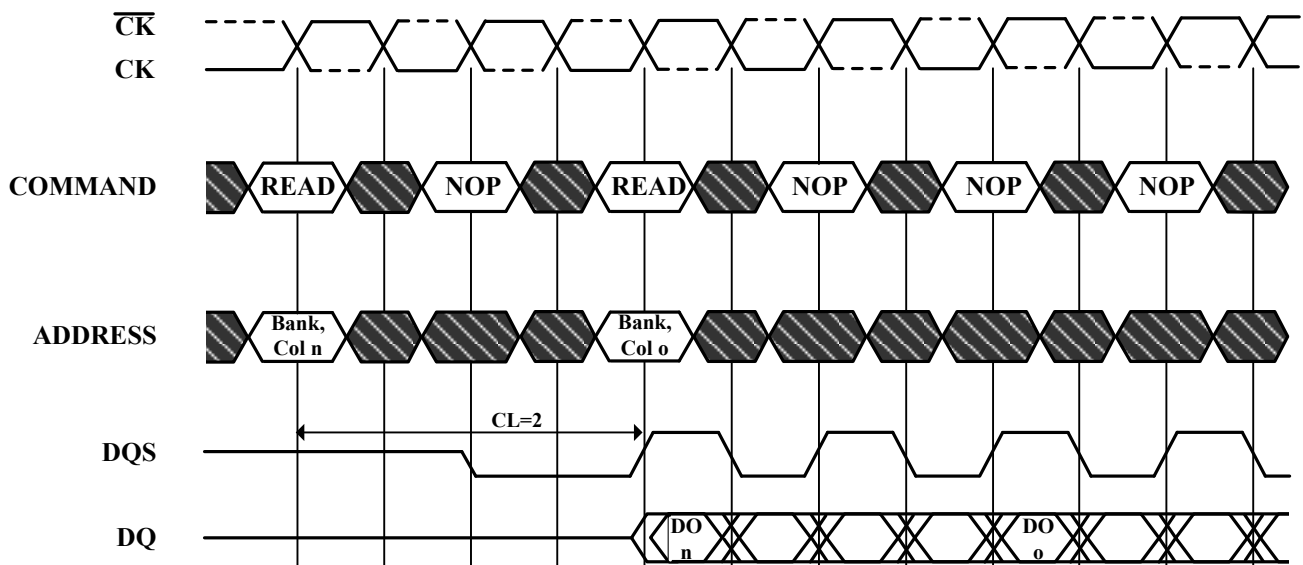 CK
CK
COMMAND READ NOP READ NOP NOP NOP
ADDRESS
Bank,
Col n
Bank,
Col o
CL=2
DQS
DQ
DO
n
DO
o